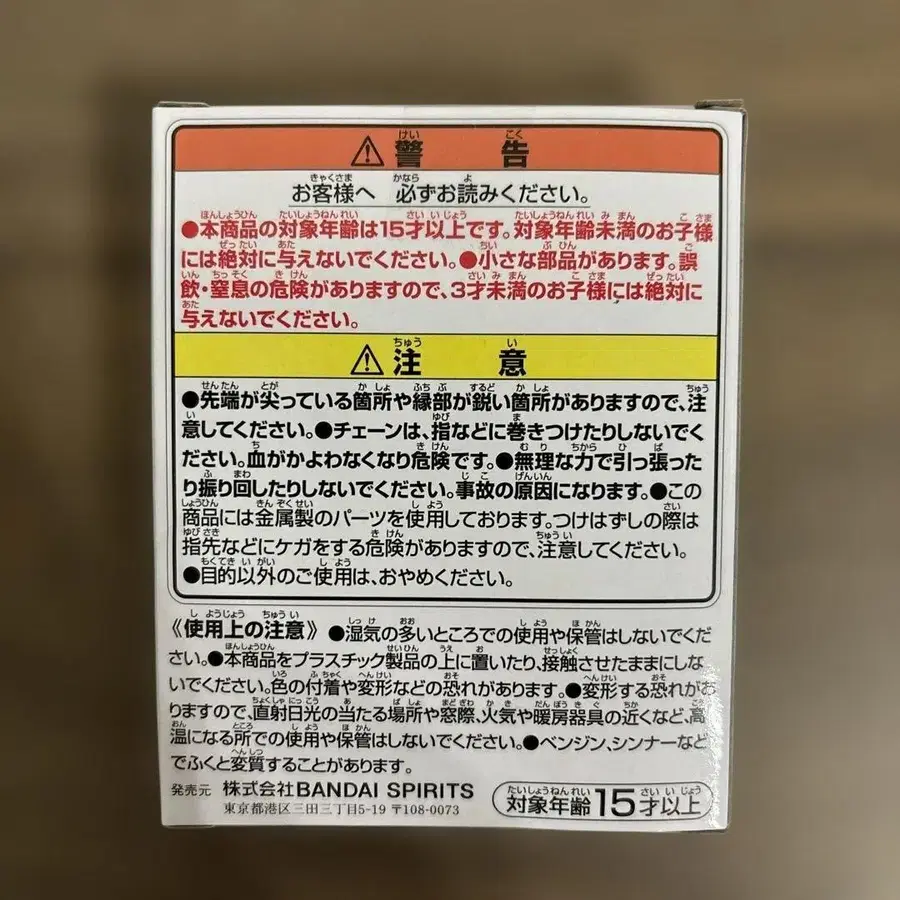 ⚠警告
お客様へ 必ずお読みください。
●本商品の対象年齢は15才以上です。対象年齢未満のお子様
には絶対に与えないでください。●小さな部品があります。誤
飲・窒息の危険がありますので、3才未満のお子様には絶対に
与えないでください。
⚠注意
●先端が尖っている箇所や縁部が鋭い箇所がありますので、注
意してください。●チェーンは、指などに巻きつけたりしないでく
ださい。血がかよわなくなり危険です。●無理な力で引っ張った
り振り回したりしないでください。事故の原因になります。●この
商品には金属製のパーツを使用しております。つけはずしの際は
指先などにケガをする危険がありますので、注意してください。
●目的以外のご使用は、おやめください。
《使用上の注意》●湿気の多いところでの使用や保管はしないでくだ
さい。●本商品をプラスチック製品の上に置いたり、接触させたままにしな
いでください。色の付着や変形などの恐れがあります。●変形する恐れがあ
りますので、直射日光の当たる場所や窓際、火気や暖房器具の近くなど、高
温になる所での使用や保管はしないでください。●ベンジン、シンナーなど
でふくと変質することがあります。
発売元 株式会社BANDAI SPIRITS
東京都港区三田三丁目5-19 〒108-0073
対象年齢15才以上